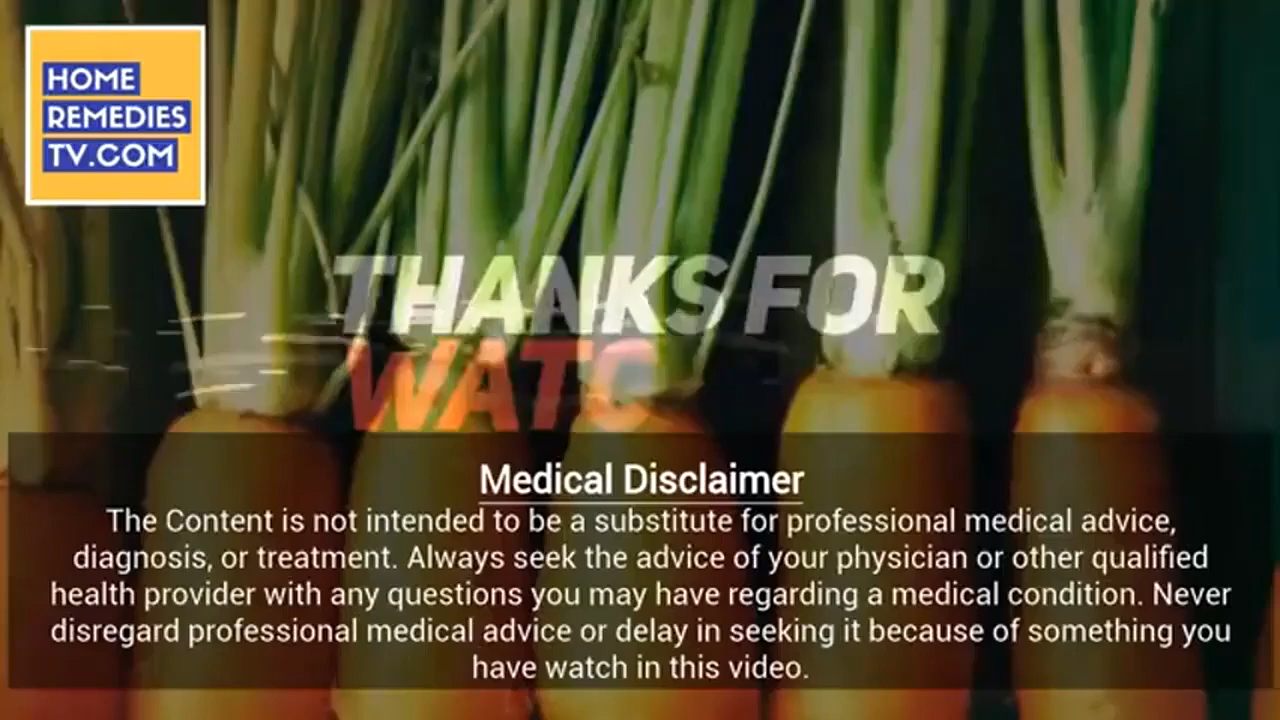 HOME
REMEDIES
TV.COM
THANKS FOR
WATC
Medical Disclaimer
The Content is not intended to be a substitute for professional medical advice,
diagnosis, or treatment. Always seek the advice of your physician or other qualified
health provider with any questions you may have regarding a medical condition. Never
disregard professional medical advice or delay in seeking it because of something you
have watch in this video.